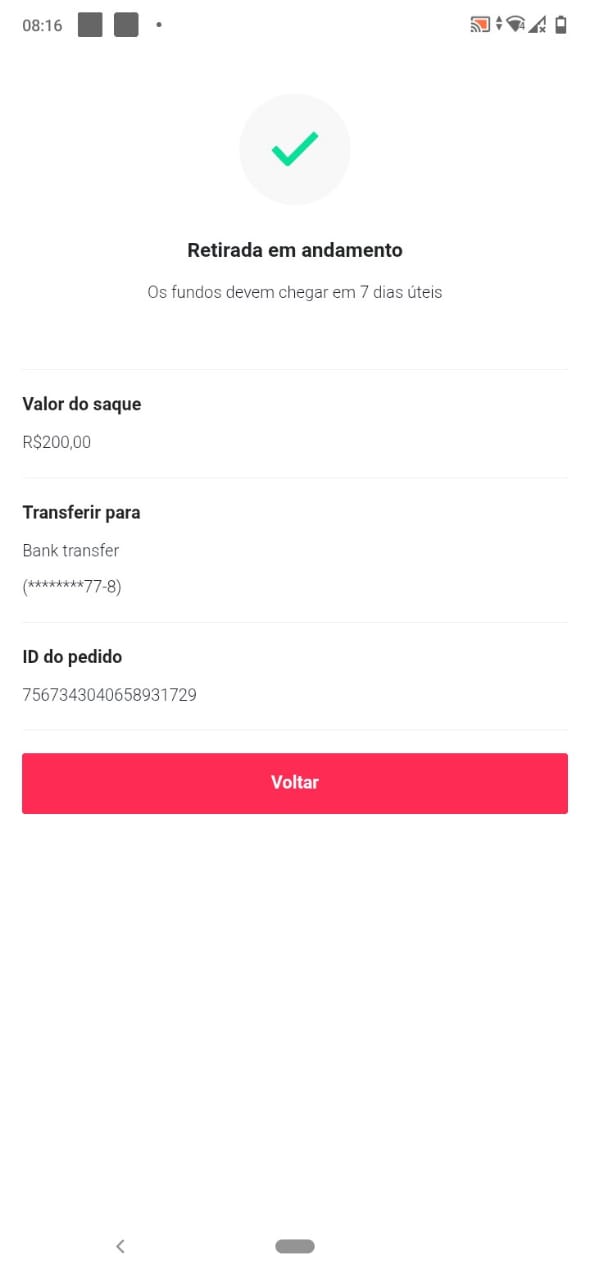 08:16
4
Retirada em andamento
Os fundos devem chegar em 7 dias úteis
Valor do saque
R$200,00
Transferir para
Bank transfer
(********77-8)
ID do pedido
7567343040658931729
Voltar